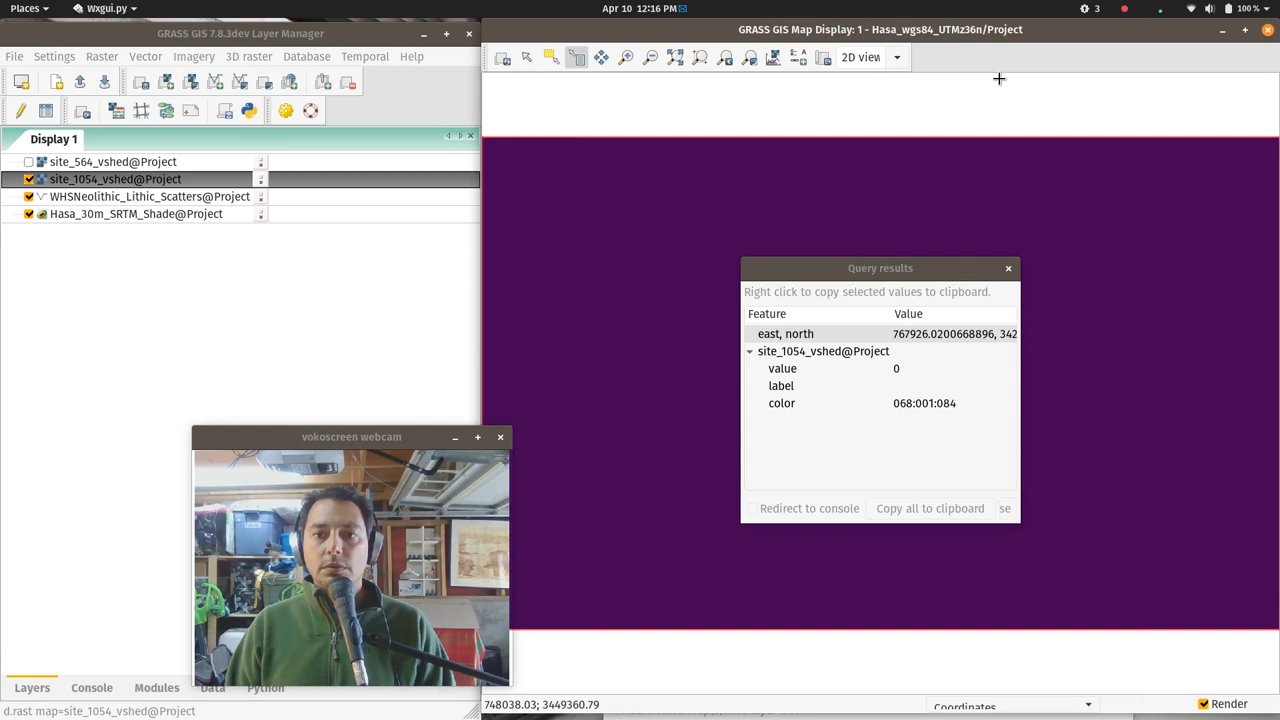 Places
Wxgui.py
Apr 10 12:16 PM
3
100 %
GRASS GIS 7.8.3dev Layer Manager
File Settings Raster Vector Imagery 3D raster Database Temporal Help
Display 1
site_564_vshed@Project
site_1054_vshed@Project
WHSNeolithic_Lithic_Scatters@Project
Hasa_30m_SRTM_Shade@Project
vokoscreen webcam
Layers Console Modules Data Python
d.rast map=site_1054_vshed@Project
GRASS GIS Map Display: 1 - Hasa_wgs84_UTMz36n/Project
2D view
Query results
Right click to copy selected values to clipboard.
Feature Value
east, north 767926.0200668896, 342
site_1054_vshed@Project
value 0
label
color 068:001:084
Redirect to console Copy all to clipboard se
748038.03; 3449360.79 Coordinates Render